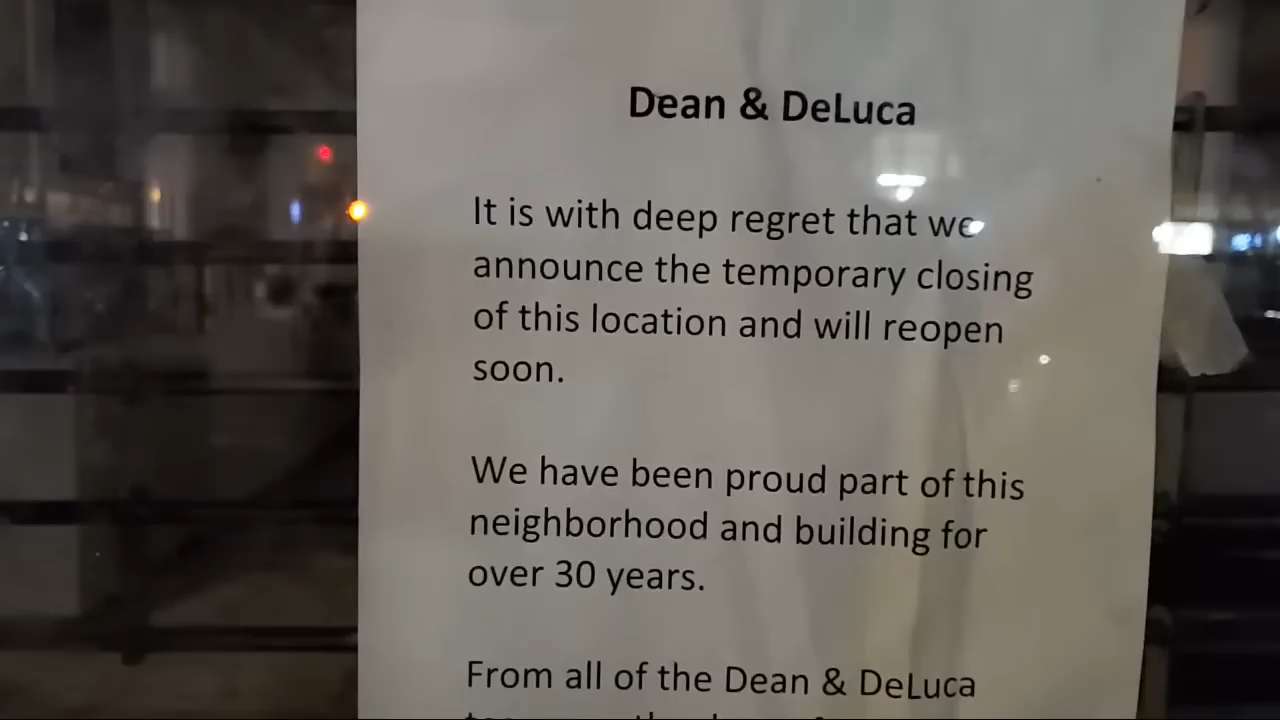 Dean & DeLuca
It is with deep regret that we
announce the temporary closing
of this location and will reopen
soon.
We have been proud part of this
neighborhood and building for
over 30 years.
From all of the Dean & DeLuca